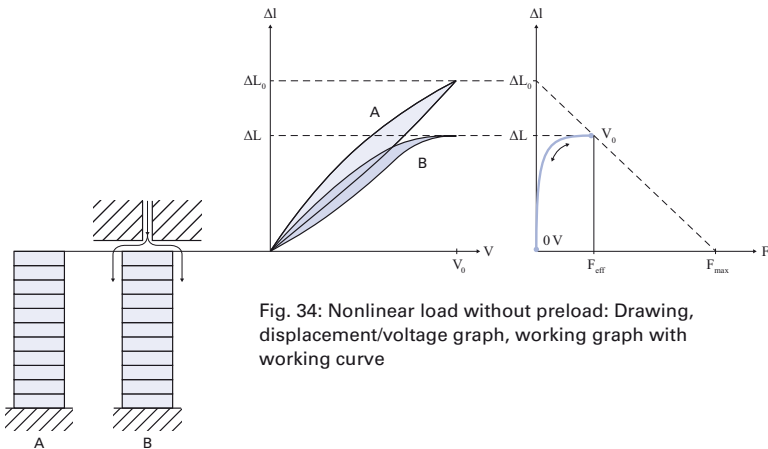 Δl
Δl
ΔL₀
ΔL₀
A
ΔL
ΔL
V₀
B
0 V
V
F
V₀
F_eff
F_max
Fig. 34: Nonlinear load without preload: Drawing,
displacement/voltage graph, working graph with
working curve
A
B